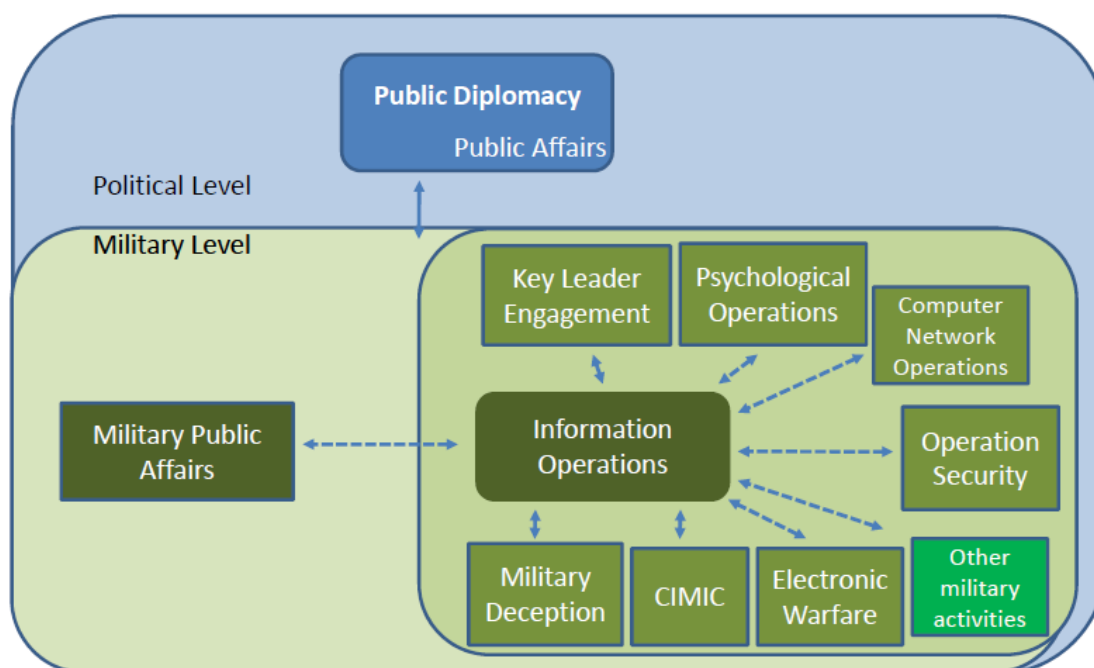 Public Diplomacy
Public Affairs
Political Level
Military Level
Key Leader
Engagement
Psychological
Operations
Computer
Network
Operations
Military Public
Affairs
Information
Operations
Operation
Security
Military
Deception
CIMIC
Electronic
Warfare
Other
military
activities